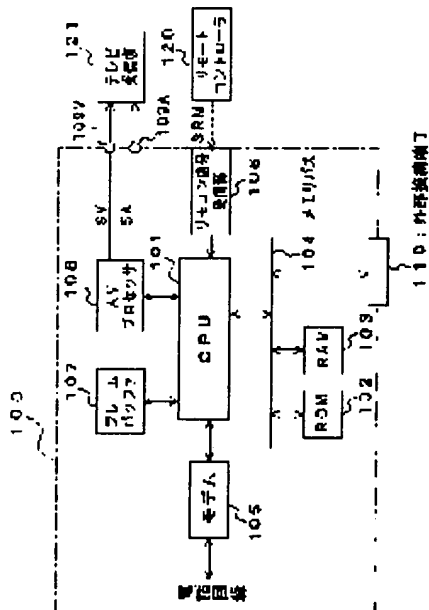 100
107
フレーム
バッファ
108
AV
プロセッサ
SV
SA
109V
109A
121
テレビ
受信機
101
CPU
リモコン信号
受信部
106
SRM
120
リモート
コントローラ
電話回線
モデム
105
104
メモリバス
ROM
102
RAM
103
110:外部接続端子